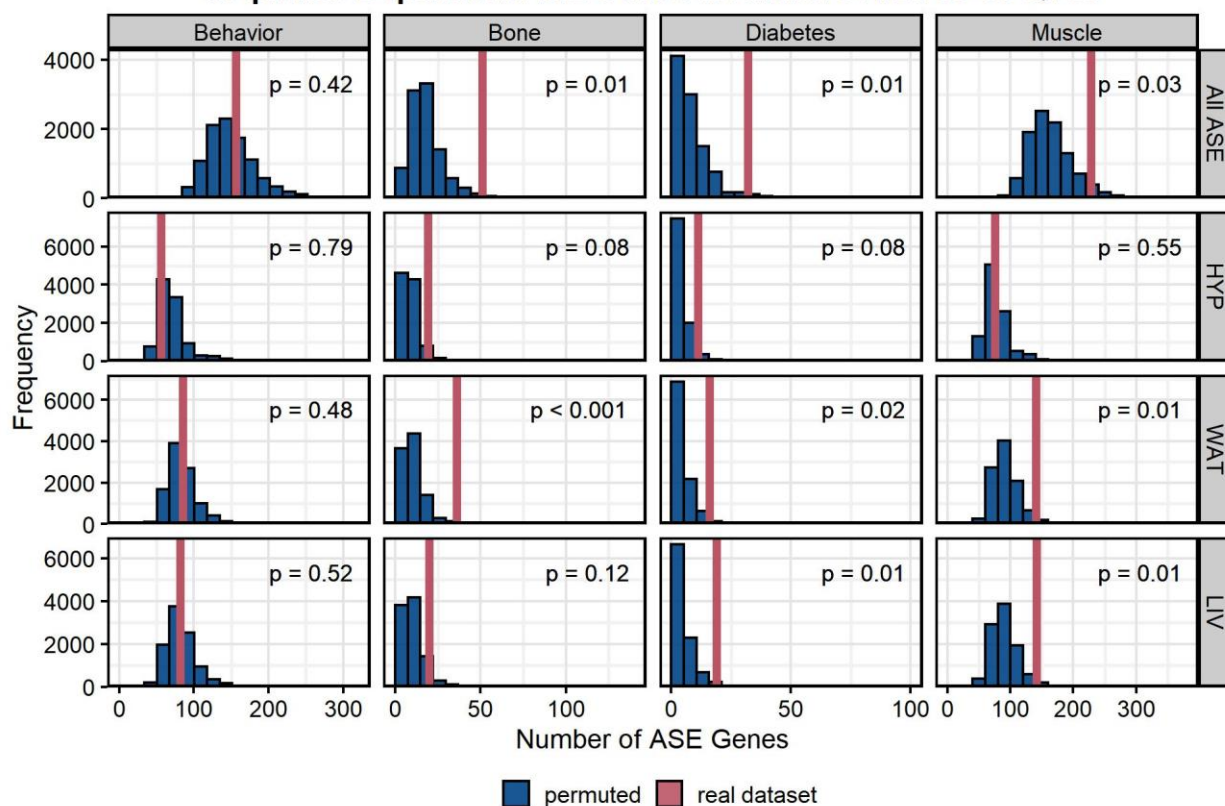 Behavior Bone Diabetes Muscle
4000 p = 0.42 p = 0.01 p = 0.01 p = 0.03 All ASE
2000
0
6000 p = 0.79 p = 0.08 p = 0.08 p = 0.55 HYP
4000
2000
0
6000 p = 0.48 p < 0.001 p = 0.02 p = 0.01 WAT
4000
2000
0
6000 p = 0.52 p = 0.12 p = 0.01 p = 0.01 LIV
4000
2000
0
Frequency
0 100 200 300 0 50 100 0 50 100 0 100 200 300
Number of ASE Genes
permuted real dataset